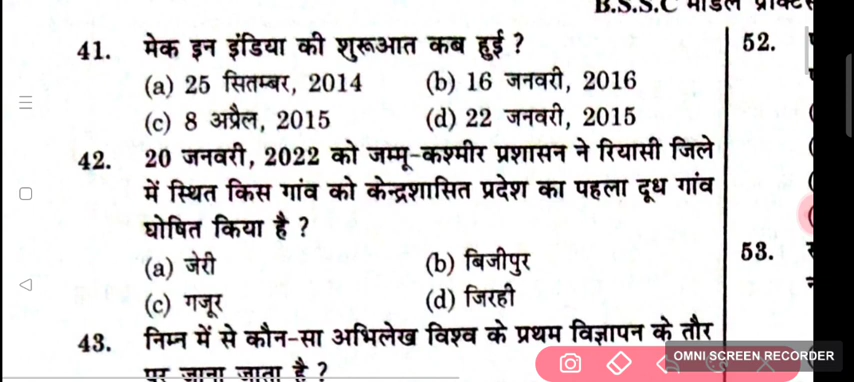 B.S.S.C मॉडल
41. मेक इन इंडिया की शुरूआत कब हुई ?
(a) 25 सितम्बर, 2014 (b) 16 जनवरी, 2016
(c) 8 अप्रैल, 2015 (d) 22 जनवरी, 2015
42. 20 जनवरी, 2022 को जम्मू-कश्मीर प्रशासन ने रियासी जिले
में स्थित किस गांव को केन्द्रशासित प्रदेश का पहला दूध गांव
घोषित किया है ?
(a) जेरी (b) बिजीपुर
(c) गजूर (d) जिरही
43. निम्न में से कौन-सा अभिलेख विश्व के प्रथम विज्ञापन के तौर
पर जाना जाता है ?
52.
53.
OMNI SCREEN RECORDER